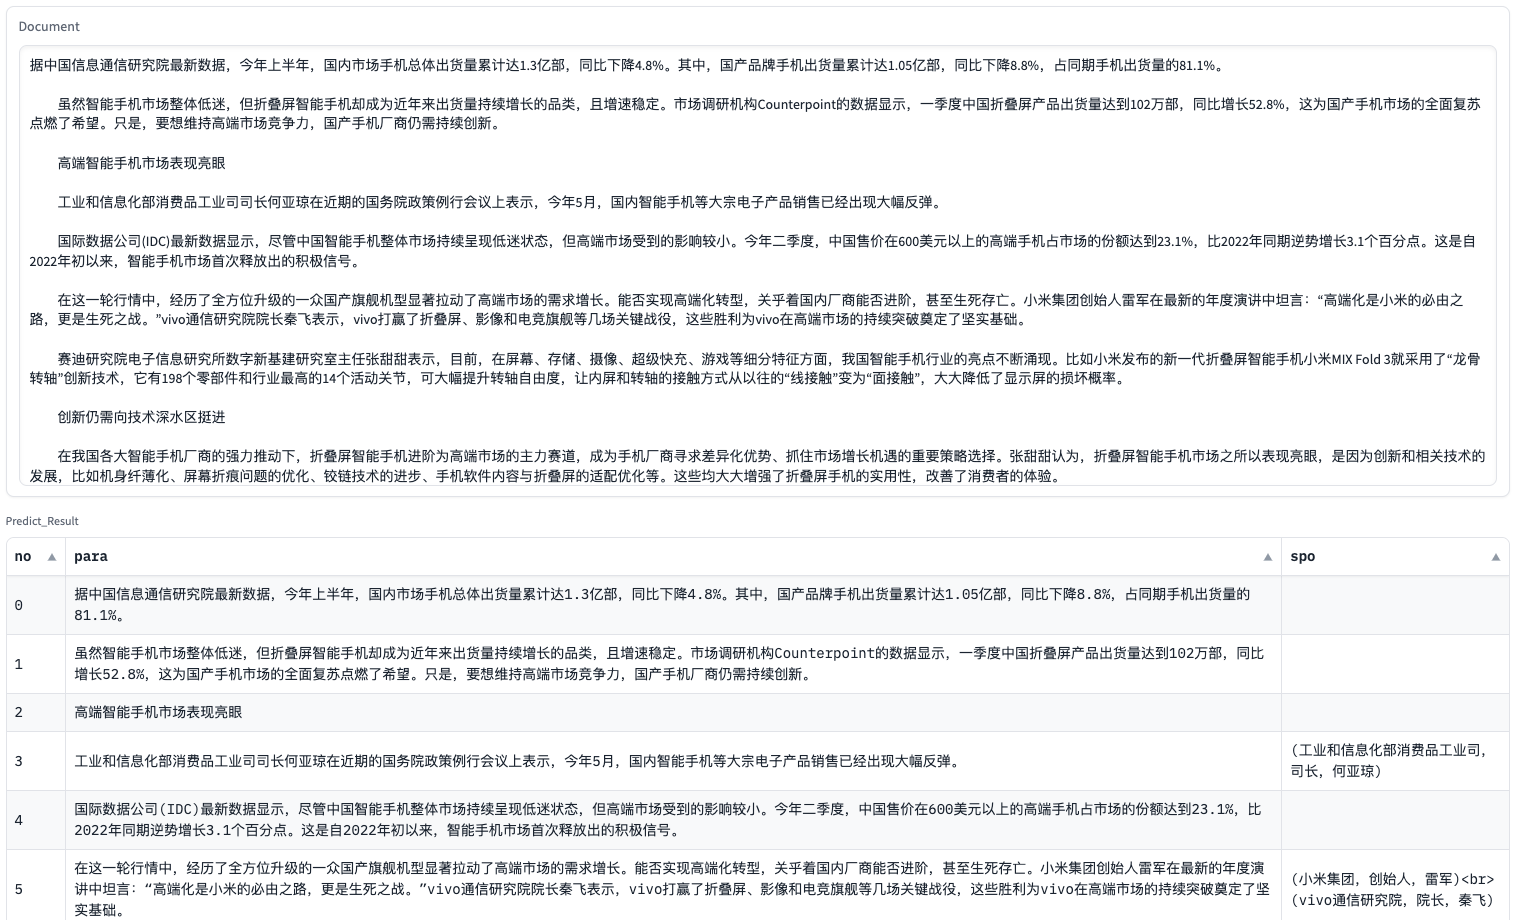 Document
据中国信息通信研究院最新数据，今年上半年，国内市场手机总体出货量累计达1.3亿部，同比下降4.8%。其中，国产品牌手机出货量累计达1.05亿部，同比下降8.8%，占同期手机出货量的81.1%。
虽然智能手机市场整体低迷，但折叠屏智能手机却成为近年来出货量持续增长的品类，且增速稳定。市场调研机构Counterpoint的数据显示，一季度中国折叠屏产品出货量达到102万部，同比增长52.8%，这为国产手机市场的全面复苏
点燃了希望。只是，要想维持高端市场竞争力，国产手机厂商仍需持续创新。
高端智能手机市场表现亮眼
工业和信息化部消费品工业司司长何亚琼在近期的国务院政策例行会议上表示，今年5月，国内智能手机等大宗电子产品销售已经出现大幅反弹。
国际数据公司(IDC)最新数据显示，尽管中国智能手机整体市场持续呈现低迷状态，但高端市场受到的影响较小。今年二季度，中国售价在600美元以上的高端手机占市场的份额达到23.1%，比2022年同期逆势增长3.1个百分点。这是自
2022年初以来，智能手机市场首次释放出的积极信号。
在这一轮行情中，经历了全方位升级的一众国产旗舰机型显著拉动了高端市场的需求增长。能否实现高端化转型，关乎着国内厂商能否进阶，甚至生死存亡。小米集团创始人雷军在最新的年度演讲中坦言：“高端化是小米的必由之
路，更是生死之战。”vivo通信研究院院长秦飞表示，vivo打赢了折叠屏、影像和电竞旗舰等几场关键战役，这些胜利为vivo在高端市场的持续突破奠定了坚实基础。
赛迪研究院电子信息研究所数字新基建研究室主任张甜甜表示，目前，在屏幕、存储、摄像、超级快充、游戏等细分特征方面，我国智能手机行业的亮点不断涌现。比如小米发布的新一代折叠屏智能手机小米MIX Fold 3就采用了“龙骨
转轴”创新技术，它有198个零部件和行业最高的14个活动关节，可大幅提升转轴自由度，让内屏和转轴的接触方式从以往的“线接触”变为“面接触”，大大降低了显示屏的损坏概率。
创新仍需向技术深水区挺进
在我国各大智能手机厂商的强力推动下，折叠屏智能手机进阶为高端市场的主力赛道，成为手机厂商寻求差异化优势、抓住市场增长机遇的重要策略选择。张甜甜认为，折叠屏智能手机市场之所以表现亮眼，是因为创新和相关技术的
发展，比如机身纤薄化、屏幕折痕问题的优化、铰链技术的进步、手机软件内容与折叠屏的适配优化等。这些均大大增强了折叠屏手机的实用性，改善了消费者的体验。
Predict_Result
no para spo
0
据中国信息通信研究院最新数据，今年上半年，国内市场手机总体出货量累计达1.3亿部，同比下降4.8%。其中，国产品牌手机出货量累计达1.05亿部，同比下降8.8%，占同期手机出货量的
81.1%。
1
虽然智能手机市场整体低迷，但折叠屏智能手机却成为近年来出货量持续增长的品类，且增速稳定。市场调研机构Counterpoint的数据显示，一季度中国折叠屏产品出货量达到102万部，同比
增长52.8%，这为国产手机市场的全面复苏点燃了希望。只是，要想维持高端市场竞争力，国产手机厂商仍需持续创新。
2
高端智能手机市场表现亮眼
3
工业和信息化部消费品工业司司长何亚琼在近期的国务院政策例行会议上表示，今年5月，国内智能手机等大宗电子产品销售已经出现大幅反弹。
(工业和信息化部消费品工业司，
司长，何亚琼)
4
国际数据公司(IDC)最新数据显示，尽管中国智能手机整体市场持续呈现低迷状态，但高端市场受到的影响较小。今年二季度，中国售价在600美元以上的高端手机占市场的份额达到23.1%，比
2022年同期逆势增长3.1个百分点。这是自2022年初以来，智能手机市场首次释放出的积极信号。
5
在这一轮行情中，经历了全方位升级的一众国产旗舰机型显著拉动了高端市场的需求增长。能否实现高端化转型，关乎着国内厂商能否进阶，甚至生死存亡。小米集团创始人雷军在最新的年度演
讲中坦言：“高端化是小米的必由之路，更是生死之战。”vivo通信研究院院长秦飞表示，vivo打赢了折叠屏、影像和电竞旗舰等几场关键战役，这些胜利为vivo在高端市场的持续突破奠定了坚
实基础。
(小米集团，创始人，雷军)<br>
(vivo通信研究院，院长，秦飞)